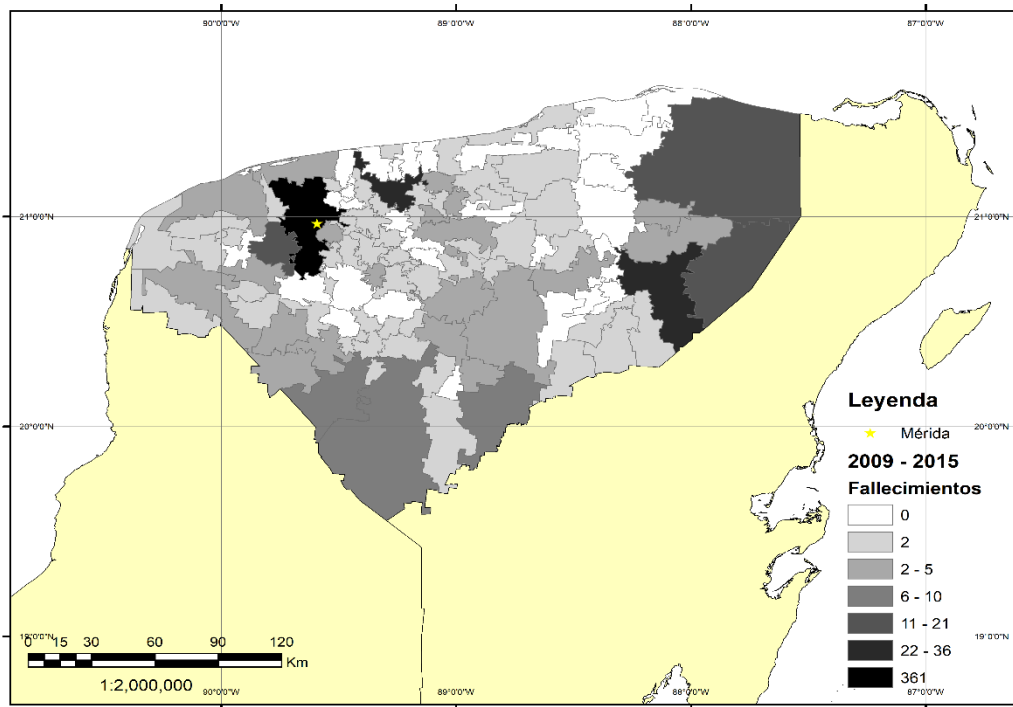 90°0'0"W 89°0'0"W 88°0'0"W 87°0'0"W
21°0'0"N 21°0'0"N
20°0'0"N 20°0'0"N
19°0'0"N 19°0'0"N
Leyenda
Mérida
2009 - 2015
Fallecimientos
0
2
2 - 5
6 - 10
11 - 21
22 - 36
361
0 15 30 60 90 120
Km
1:2,000,000
90°0'0"W 89°0'0"W 88°0'0"W 87°0'0"W